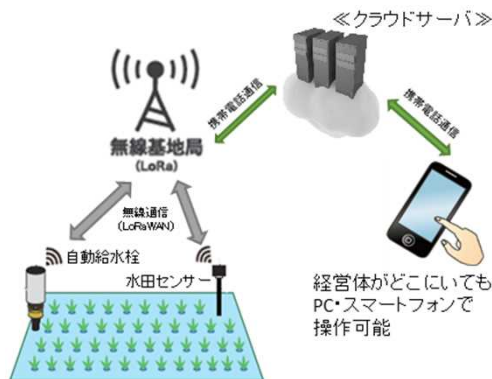 ≪クラウドサーバ≫
携帯電話通信
携帯電話通信
無線基地局
(LoRa)
無線通信
(LoRaWAN)
自動給水栓
水田センサー
経営体がどこにいても
PC・スマートフォンで
操作可能